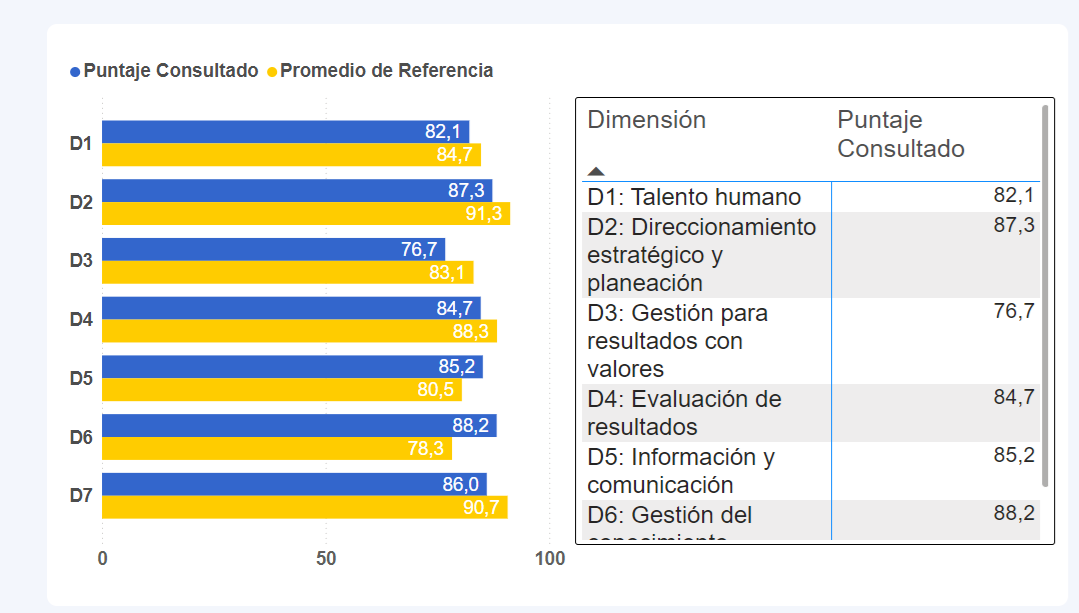 Puntaje Consultado Promedio de Referencia
D1 82,1
84,7
D2 87,3
91,3
D3 76,7
83,1
D4 84,7
88,3
D5 85,2
80,5
D6 88,2
78,3
D7 86,0
90,7
0 50 100
Dimensión Puntaje
Consultado
D1: Talento humano 82,1
D2: Direccionamiento 87,3
estratégico y
planeación
D3: Gestión para 76,7
resultados con
valores
D4: Evaluación de 84,7
resultados
D5: Información y 85,2
comunicación
D6: Gestión del 88,2
conocimiento